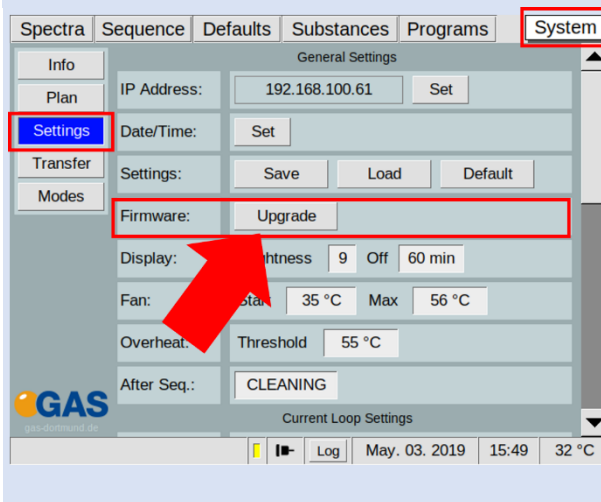 Spectra Sequence Defaults Substances Programs System
Info
Plan
Settings
Transfer
Modes
General Settings
IP Address: 192.168.100.61 Set
Date/Time: Set
Settings: Save Load Default
Firmware: Upgrade
Display: 9 Off 60 min
Fan: Start 35 °C Max 56 °C
Overheat: Threshold 55 °C
After Seq.: CLEANING
Current Loop Settings
GAS
gas-dortmund.de
Log May. 03. 2019 15:49 32 °C